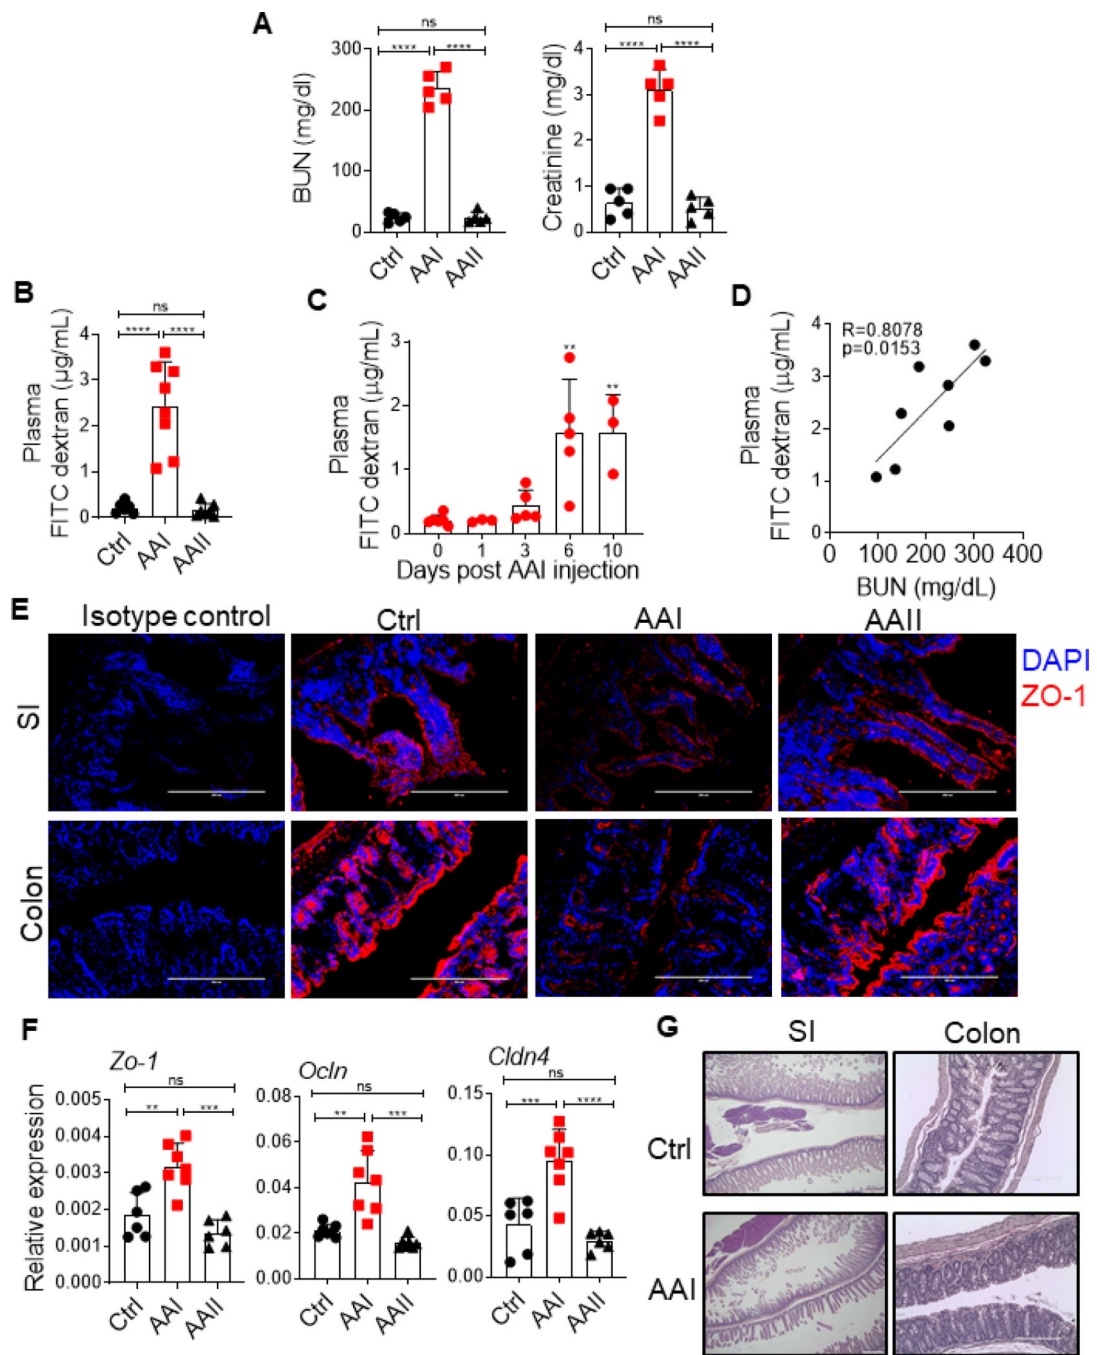 A
ns
**** ****
BUN (mg/dl)
300
200
100
0
Ctrl AAI AAII
ns
**** ****
Creatinine (mg/dl)
4
3
2
1
0
Ctrl AAI AAII
B
ns
**** ****
Plasma
FITC dextran (µg/mL)
4
3
2
1
0
Ctrl AAI AAII
C
Plasma
FITC dextran (µg/mL)
3
2
1
0
** **
0 1 3 6 10
Days post AAI injection
D
R=0.8078
p=0.0153
Plasma
FITC dextran (µg/mL)
4
3
2
1
0
0 100 200 300 400
BUN (mg/dL)
E
Isotype control Ctrl AAI AAII
DAPI
ZO-1
SI
Colon
F
Relative expression
Zo-1
ns
** ***
0.005
0.004
0.003
0.002
0.001
0.000
Ctrl AAI AAII
Ocln
ns
** ***
0.08
0.06
0.04
0.02
0.00
Ctrl AAI AAII
Cldn4
ns
*** ****
0.15
0.10
0.05
0.00
Ctrl AAI AAII
G
SI Colon
Ctrl
AAI